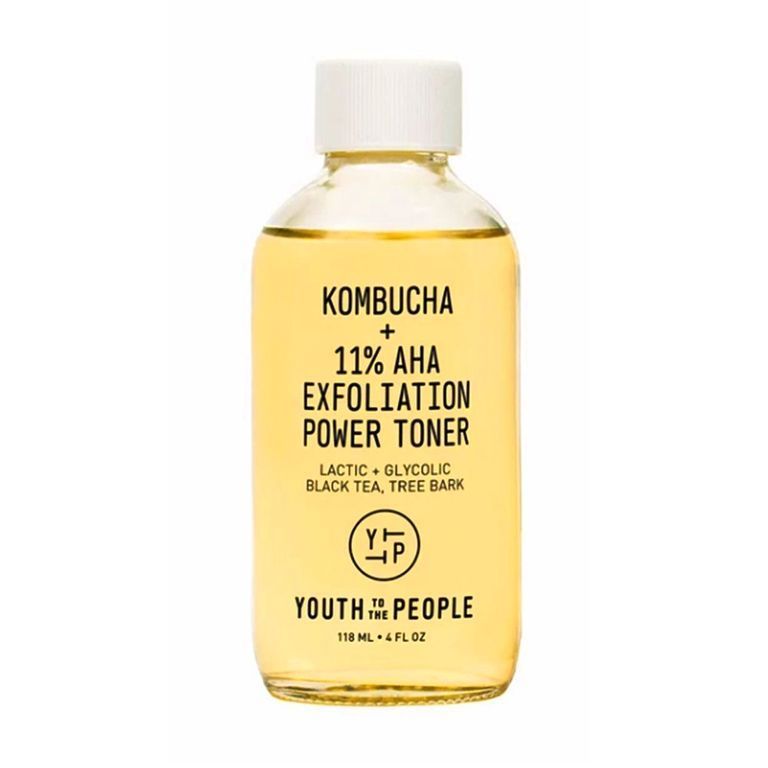 KOMBUCHA
+
11% AHA
EXFOLIATION
POWER TONER
LACTIC + GLYCOLIC
BLACK TEA, TREE BARK
Y P
YOUTH TO THE PEOPLE
118 ML • 4 FL OZ